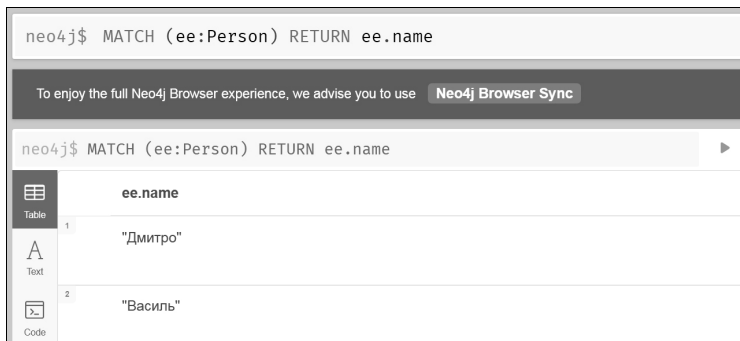 neo4j$ MATCH (ee:Person) RETURN ee.name
To enjoy the full Neo4j Browser experience, we advise you to use Neo4j Browser Sync
neo4j$ MATCH (ee:Person) RETURN ee.name
Table
ee.name
1
"Дмитро"
A
Text
2
"Василь"
>_
Code